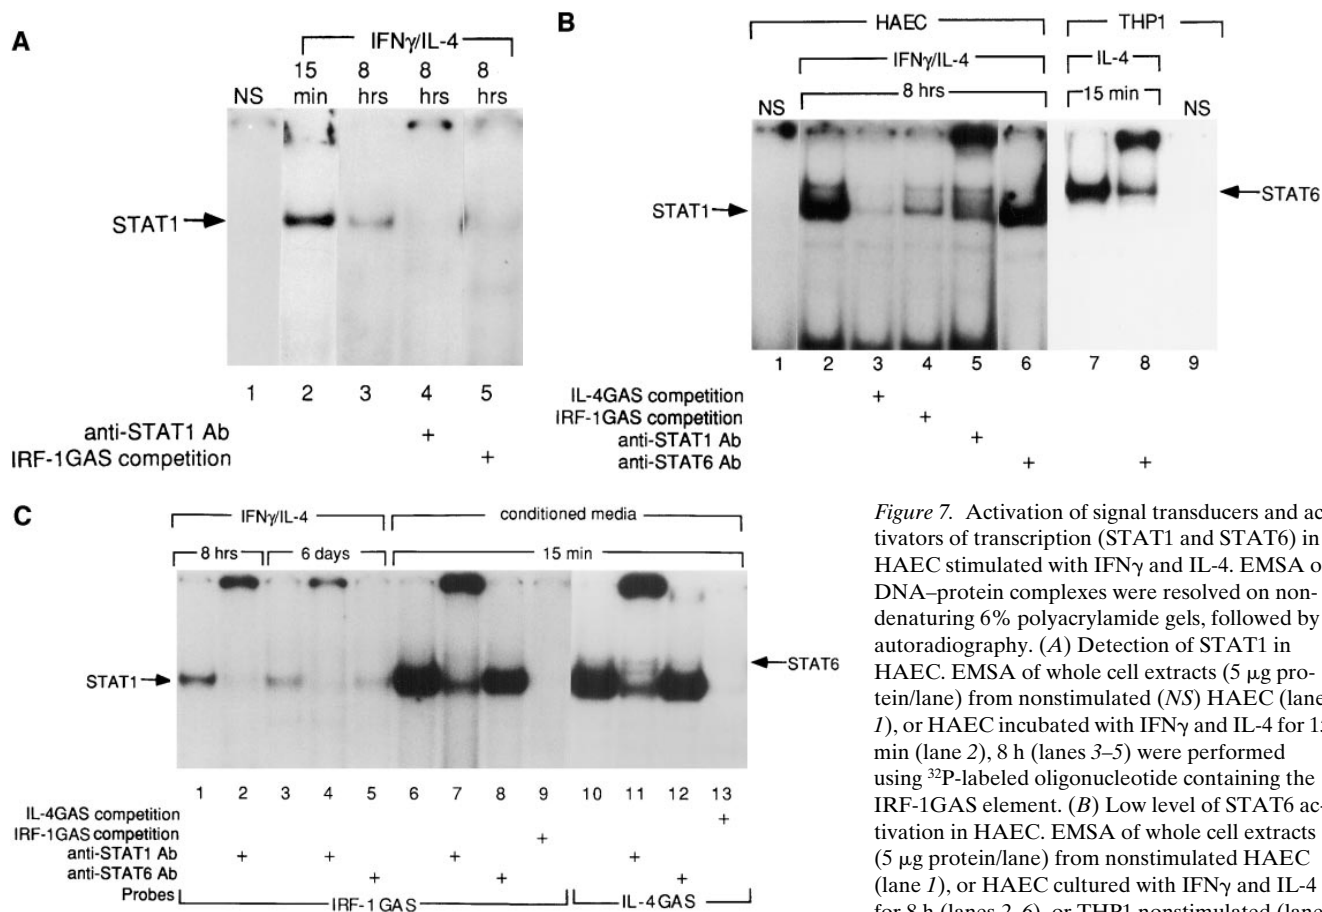 A
IFNγ/IL-4
15 8 8 8
NS min hrs hrs hrs
STAT1
1 2 3 4 5
anti-STAT1 Ab +
IRF-1GAS competition +
B
HAEC THP1
IFNγ/IL-4 IL-4
8 hrs 15 min
NS NS
STAT1 STAT6
1 2 3 4 5 6 7 8 9
IL-4GAS competition +
IRF-1GAS competition +
anti-STAT1 Ab +
anti-STAT6 Ab + +
C
IFNγ/IL-4 conditioned media
8 hrs 6 days 15 min
STAT1 STAT6
1 2 3 4 5 6 7 8 9 10 11 12 13
IL-4GAS competition +
IRF-1GAS competition +
anti-STAT1 Ab + + + +
anti-STAT6 Ab + + +
Probes IRF-1 GAS IL-4GAS
Figure 7. Activation of signal transducers and ac-
tivators of transcription (STAT1 and STAT6) in
HAEC stimulated with IFNγ and IL-4. EMSA o
DNA–protein complexes were resolved on non-
denaturing 6% polyacrylamide gels, followed by
autoradiography. (A) Detection of STAT1 in
HAEC. EMSA of whole cell extracts (5 μg pro-
tein/lane) from nonstimulated (NS) HAEC (lane
1), or HAEC incubated with IFNγ and IL-4 for 15
min (lane 2), 8 h (lanes 3–5) were performed
using ³²P-labeled oligonucleotide containing the
IRF-1GAS element. (B) Low level of STAT6 ac-
tivation in HAEC. EMSA of whole cell extracts
(5 μg protein/lane) from nonstimulated HAEC
(lane 1), or HAEC cultured with IFNγ and IL-4
for 8 h (lanes 2–6), or THP1 nonstimulated (lane